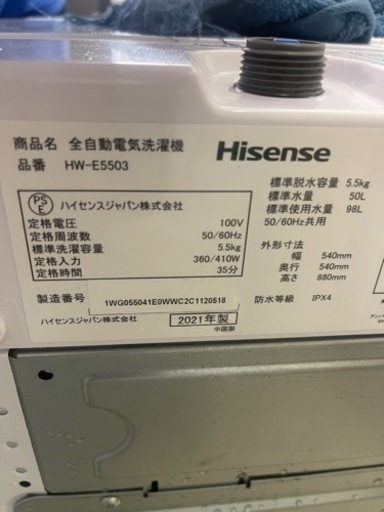 商品名 全自動電気洗濯機
品番 HW-E5503
Hisense
PS
E
ハイセンスジャパン株式会社
定格電圧 100V
定格周波数 50/60Hz
標準洗濯容量 5.5kg
定格入力 360/410W
定格時間 35分
標準脱水容量 5.5kg
標準水量 50L
標準使用水量 98L
50/60Hz共用
外形寸法
幅 540mm
奥行 540mm
高さ 880mm
製造番号 1WG055041E0WWC2C1120518
防水等級 IPX4
ハイセンスジャパン株式会社 2021年製
中国製